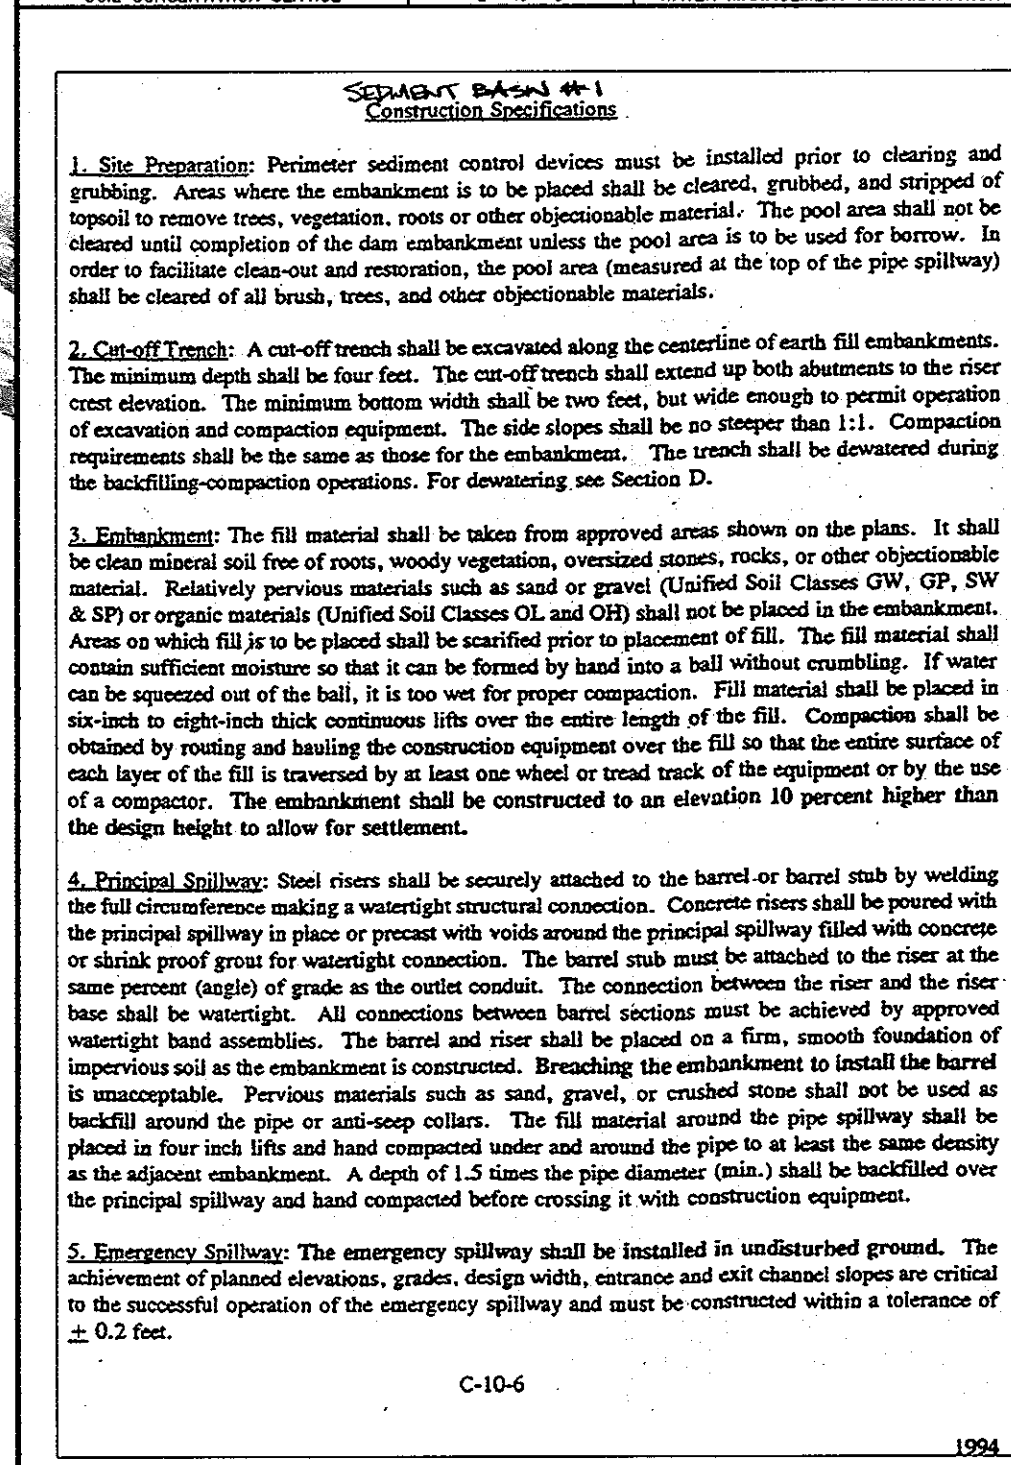 SEDIMENT BASIN #1
Construction Specifications
1. Site Preparation: Perimeter sediment control devices must be installed prior to clearing and
grubbing. Areas where the embankment is to be placed shall be cleared, grubbed, and stripped of
topsoil to remove trees, vegetation, roots or other objectionable material. The pool area shall not be
cleared until completion of the dam embankment unless the pool area is to be used for borrow. In
order to facilitate clean-out and restoration, the pool area (measured at the top of the pipe spillway)
shall be cleared of all brush, trees, and other objectionable materials.
2. Cut-off Trench: A cut-off trench shall be excavated along the centerline of earth fill embankments.
The minimum depth shall be four feet. The cut-off trench shall extend up both abutments to the riser
crest elevation. The minimum bottom width shall be two feet, but wide enough to permit operation
of excavation and compaction equipment. The side slopes shall be no steeper than 1:1. Compaction
requirements shall be the same as those for the embankment. The trench shall be dewatered during
the backfilling-compaction operations. For dewatering see Section D.
3. Embankment: The fill material shall be taken from approved areas shown on the plans. It shall
be clean mineral soil free of roots, woody vegetation, oversized stones, rocks, or other objectionable
material. Relatively pervious materials such as sand or gravel (Unified Soil Classes GW, GP, SW
& SP) or organic materials (Unified Soil Classes OL and OH) shall not be placed in the embankment.
Areas on which fill is to be placed shall be scarified prior to placement of fill. The fill material shall
contain sufficient moisture so that it can be formed by hand into a ball without crumbling. If water
can be squeezed out of the ball, it is too wet for proper compaction. Fill material shall be placed in
six-inch to eight-inch thick continuous lifts over the entire length of the fill. Compaction shall be
obtained by routing and hauling the construction equipment over the fill so that the entire surface of
each layer of the fill is traversed by at least one wheel or tread track of the equipment or by the use
of a compactor. The embankment shall be constructed to an elevation 10 percent higher than
the design height to allow for settlement.
4. Principal Spillway: Steel risers shall be securely attached to the barrel or barrel stub by welding
the full circumference making a watertight structural connection. Concrete risers shall be poured with
the principal spillway in place or precast with voids around the principal spillway filled with concrete
or shrink proof grout for watertight connection. The barrel stub must be attached to the riser at the
same percent (angle) of grade as the outlet conduit. The connection between the riser and the riser
base shall be watertight. All connections between barrel sections must be achieved by approved
watertight band assemblies. The barrel and riser shall be placed on a firm, smooth foundation of
impervious soil as the embankment is constructed. Breaching the embankment to install the barrel
is unacceptable. Pervious materials such as sand, gravel, or crushed stone shall not be used as
backfill around the pipe or anti-seep collars. The fill material around the pipe spillway shall be
placed in four inch lifts and hand compacted under and around the pipe to at least the same density
as the adjacent embankment. A depth of 1.5 times the pipe diameter (min.) shall be backfilled over
the principal spillway and hand compacted before crossing it with construction equipment.
5. Emergency Spillway: The emergency spillway shall be installed in undisturbed ground. The
achievement of planned elevations, grades, design width, entrance and exit channel slopes are critical
to the successful operation of the emergency spillway and must be constructed within a tolerance of
± 0.2 feet.
C-10-6
1994